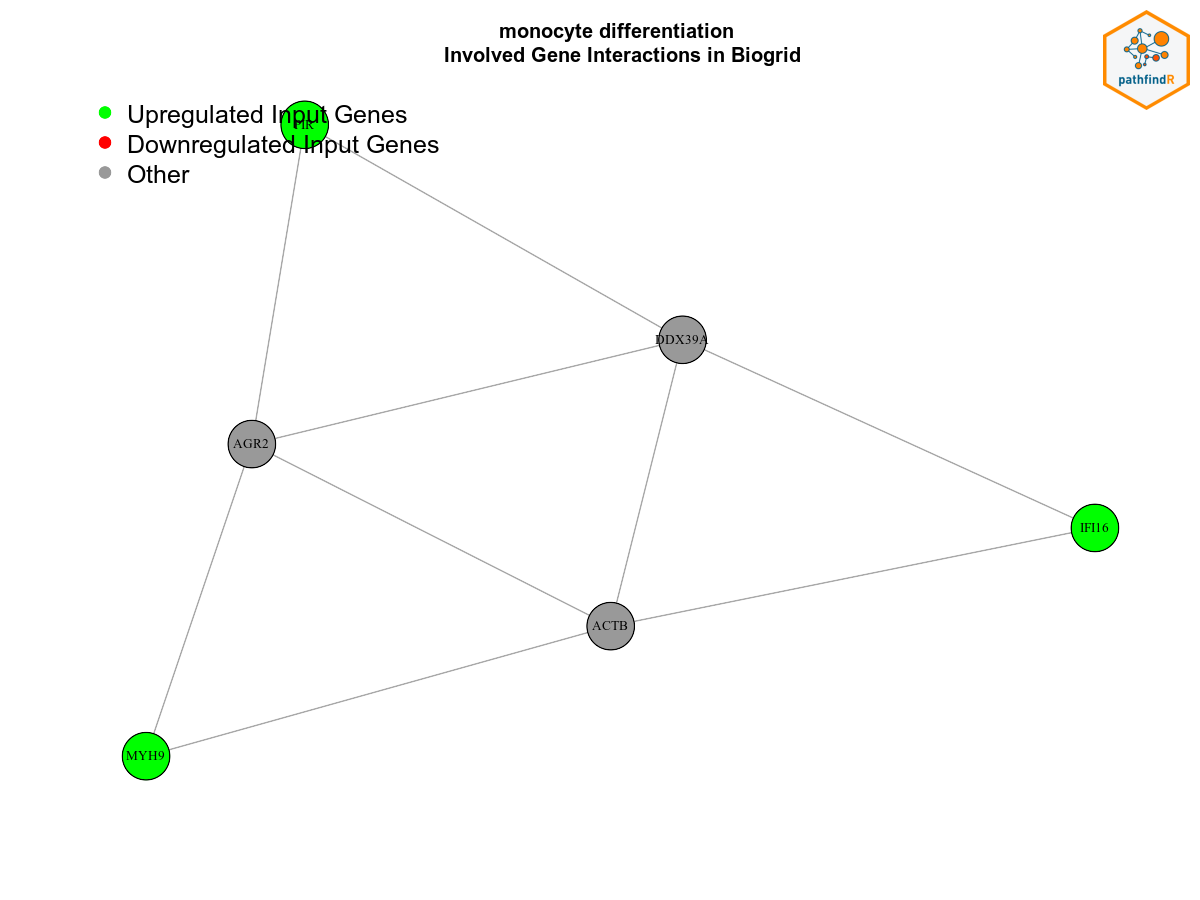 monocyte differentiation
Involved Gene Interactions in Biogrid
pathfindR
Upregulated Input Genes
PIR
Downregulated Input Genes
Other
DDX39A
AGR2
IFI16
ACTB
MYH9